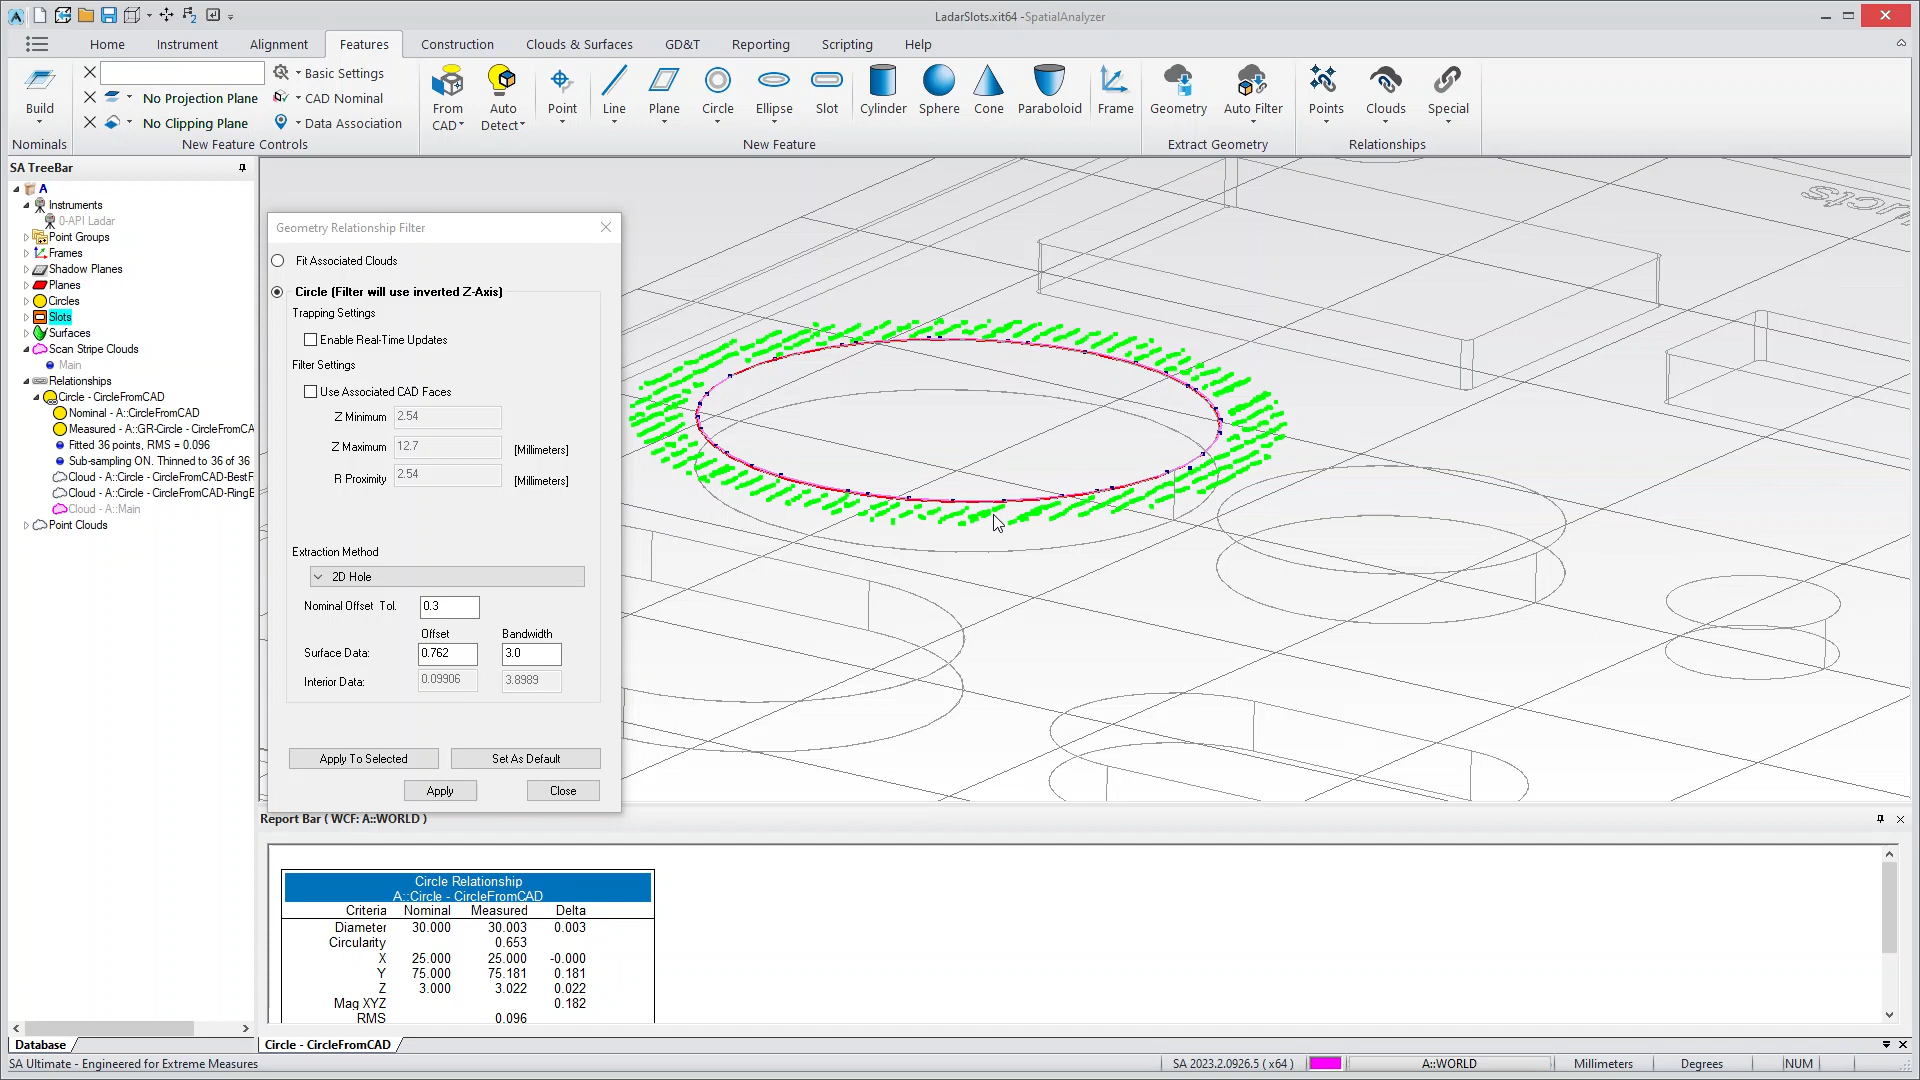 LadarSlots.xit64 -SpatialAnalyzer
Home Instrument Alignment Features Construction Clouds & Surfaces GD&T Reporting Scripting Help
Basic Settings
No Projection Plane CAD Nominal
No Clipping Plane Data Association
Build From CAD Auto Detect Point Line Plane Circle Ellipse Slot Cylinder Sphere Cone Paraboloid Frame Geometry Auto Filter Points Clouds Special
Nominals New Feature Controls New Feature Extract Geometry Relationships
SA TreeBar
A
Instruments
0-API Ladar
Point Groups
Frames
Shadow Planes
Planes
Circles
Slots
Surfaces
Scan Stripe Clouds
Main
Relationships
Circle - CircleFromCAD
Nominal - A::CircleFromCAD
Measured - A::GR-Circle - CircleFromCA
Fitted 36 points, RMS = 0.096
Sub-sampling ON. Thinned to 36 of 36
Cloud - A::Circle - CircleFromCAD-BestF
Cloud - A::Circle - CircleFromCAD-RingE
Cloud - A::Main
Point Clouds
Geometry Relationship Filter
Fit Associated Clouds
Circle (Filter will use inverted Z-Axis)
Trapping Settings
Enable Real-Time Updates
Filter Settings
Use Associated CAD Faces
Z Minimum 2.54
Z Maximum 12.7 [Millimeters]
R Proximity 2.54 [Millimeters]
Extraction Method
2D Hole
Nominal Offset Tol. 0.3
Offset Bandwidth
Surface Data: 0.762 3.0
Interior Data: 0.09906 3.8989
Apply To Selected Set As Default
Apply Close
Report Bar ( WCF: A::WORLD )
Circle Relationship
A::Circle - CircleFromCAD
Criteria Nominal Measured Delta
Diameter 30.000 30.003 0.003
Circularity 0.653
X 25.000 25.000 -0.000
Y 75.000 75.181 0.181
Z 3.000 3.022 0.022
Mag XYZ 0.182
RMS 0.096
Database
Circle - CircleFromCAD
SA Ultimate - Engineered for Extreme Measures SA 2023.2.0926.5 ( x64 ) A::WORLD Millimeters Degrees NUM